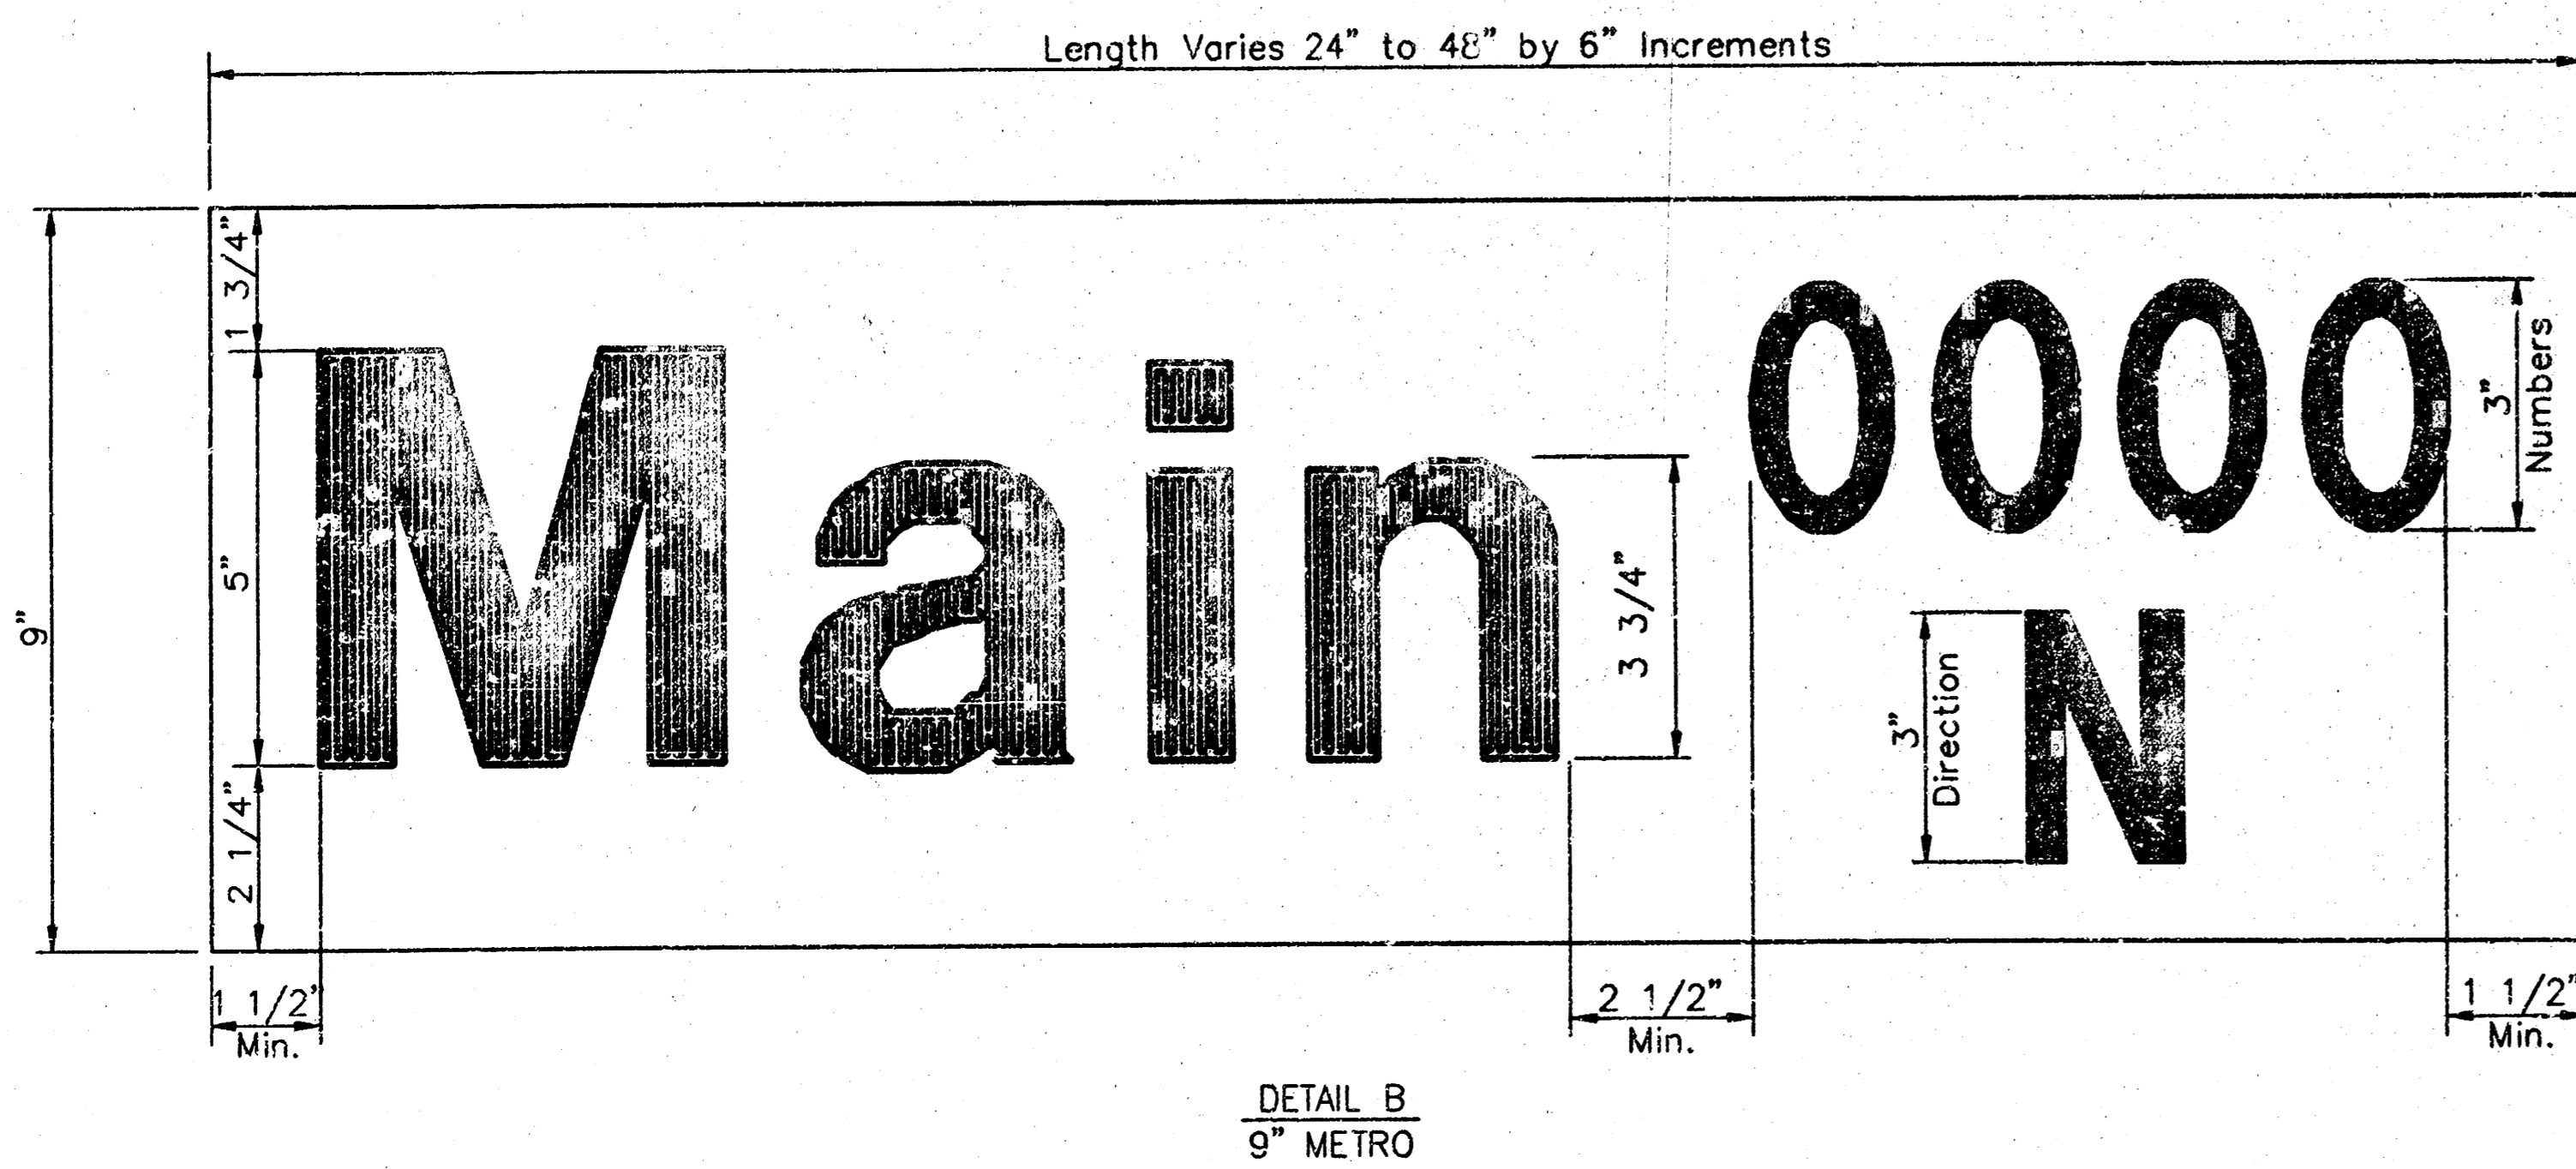 Length Varies 24" to 48" by 6" Increments
9"
1 3/4"
5"
2 1/4"
Main
3 3/4"
0000
3"
Numbers
N
3"
Direction
1 1/2"
Min.
2 1/2"
Min.
1 1/2"
Min.
DETAIL B
9" METRO